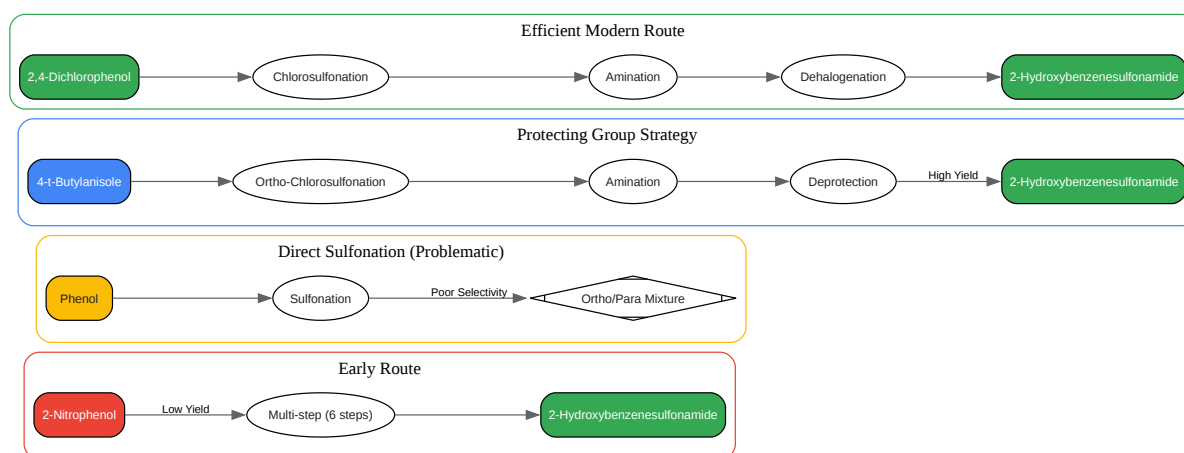 Efficient Modern Route
2,4-Dichlorophenol
Chlorosulfonation
Amination
Dehalogenation
2-Hydroxybenzenesulfonamide
Protecting Group Strategy
4-t-Butylanisole
Ortho-Chlorosulfonation
Amination
Deprotection
High Yield
2-Hydroxybenzenesulfonamide
Direct Sulfonation (Problematic)
Phenol
Sulfonation
Poor Selectivity
Ortho/Para Mixture
Early Route
2-Nitrophenol
Low Yield
Multi-step (6 steps)
2-Hydroxybenzenesulfonamide